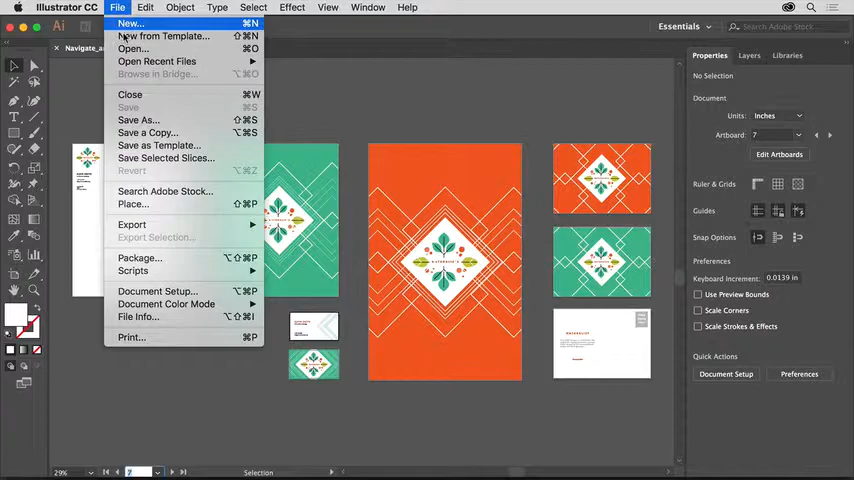 Illustrator CC File Edit Object Type Select Effect View Window Help
Essentials Search Adobe Stock
Navigate_a
New... ⌘N
New from Template... ⇧⌘N
Open... ⌘O
Open Recent Files
Browse in Bridge... ⌥⌘O
Close ⌘W
Save ⌘S
Save As... ⇧⌘S
Save a Copy... ⌥⌘S
Save as Template...
Save Selected Slices...
Revert ⌥⌘Z
Search Adobe Stock...
Place... ⇧⌘P
Export
Export Selection...
Package... ⌥⇧⌘P
Scripts
Document Setup... ⌥⌘P
Document Color Mode
File Info... ⌥⇧⌘I
Print... ⌘P
Properties Layers Libraries
No Selection
Document
Units: Inches
Artboard: 7
Edit Artboards
Ruler & Grids
Guides
Snap Options
Preferences
Keyboard Increment: 0.0139 in
Use Preview Bounds
Scale Corners
Scale Strokes & Effects
Quick Actions
Document Setup Preferences
29% 7 Selection